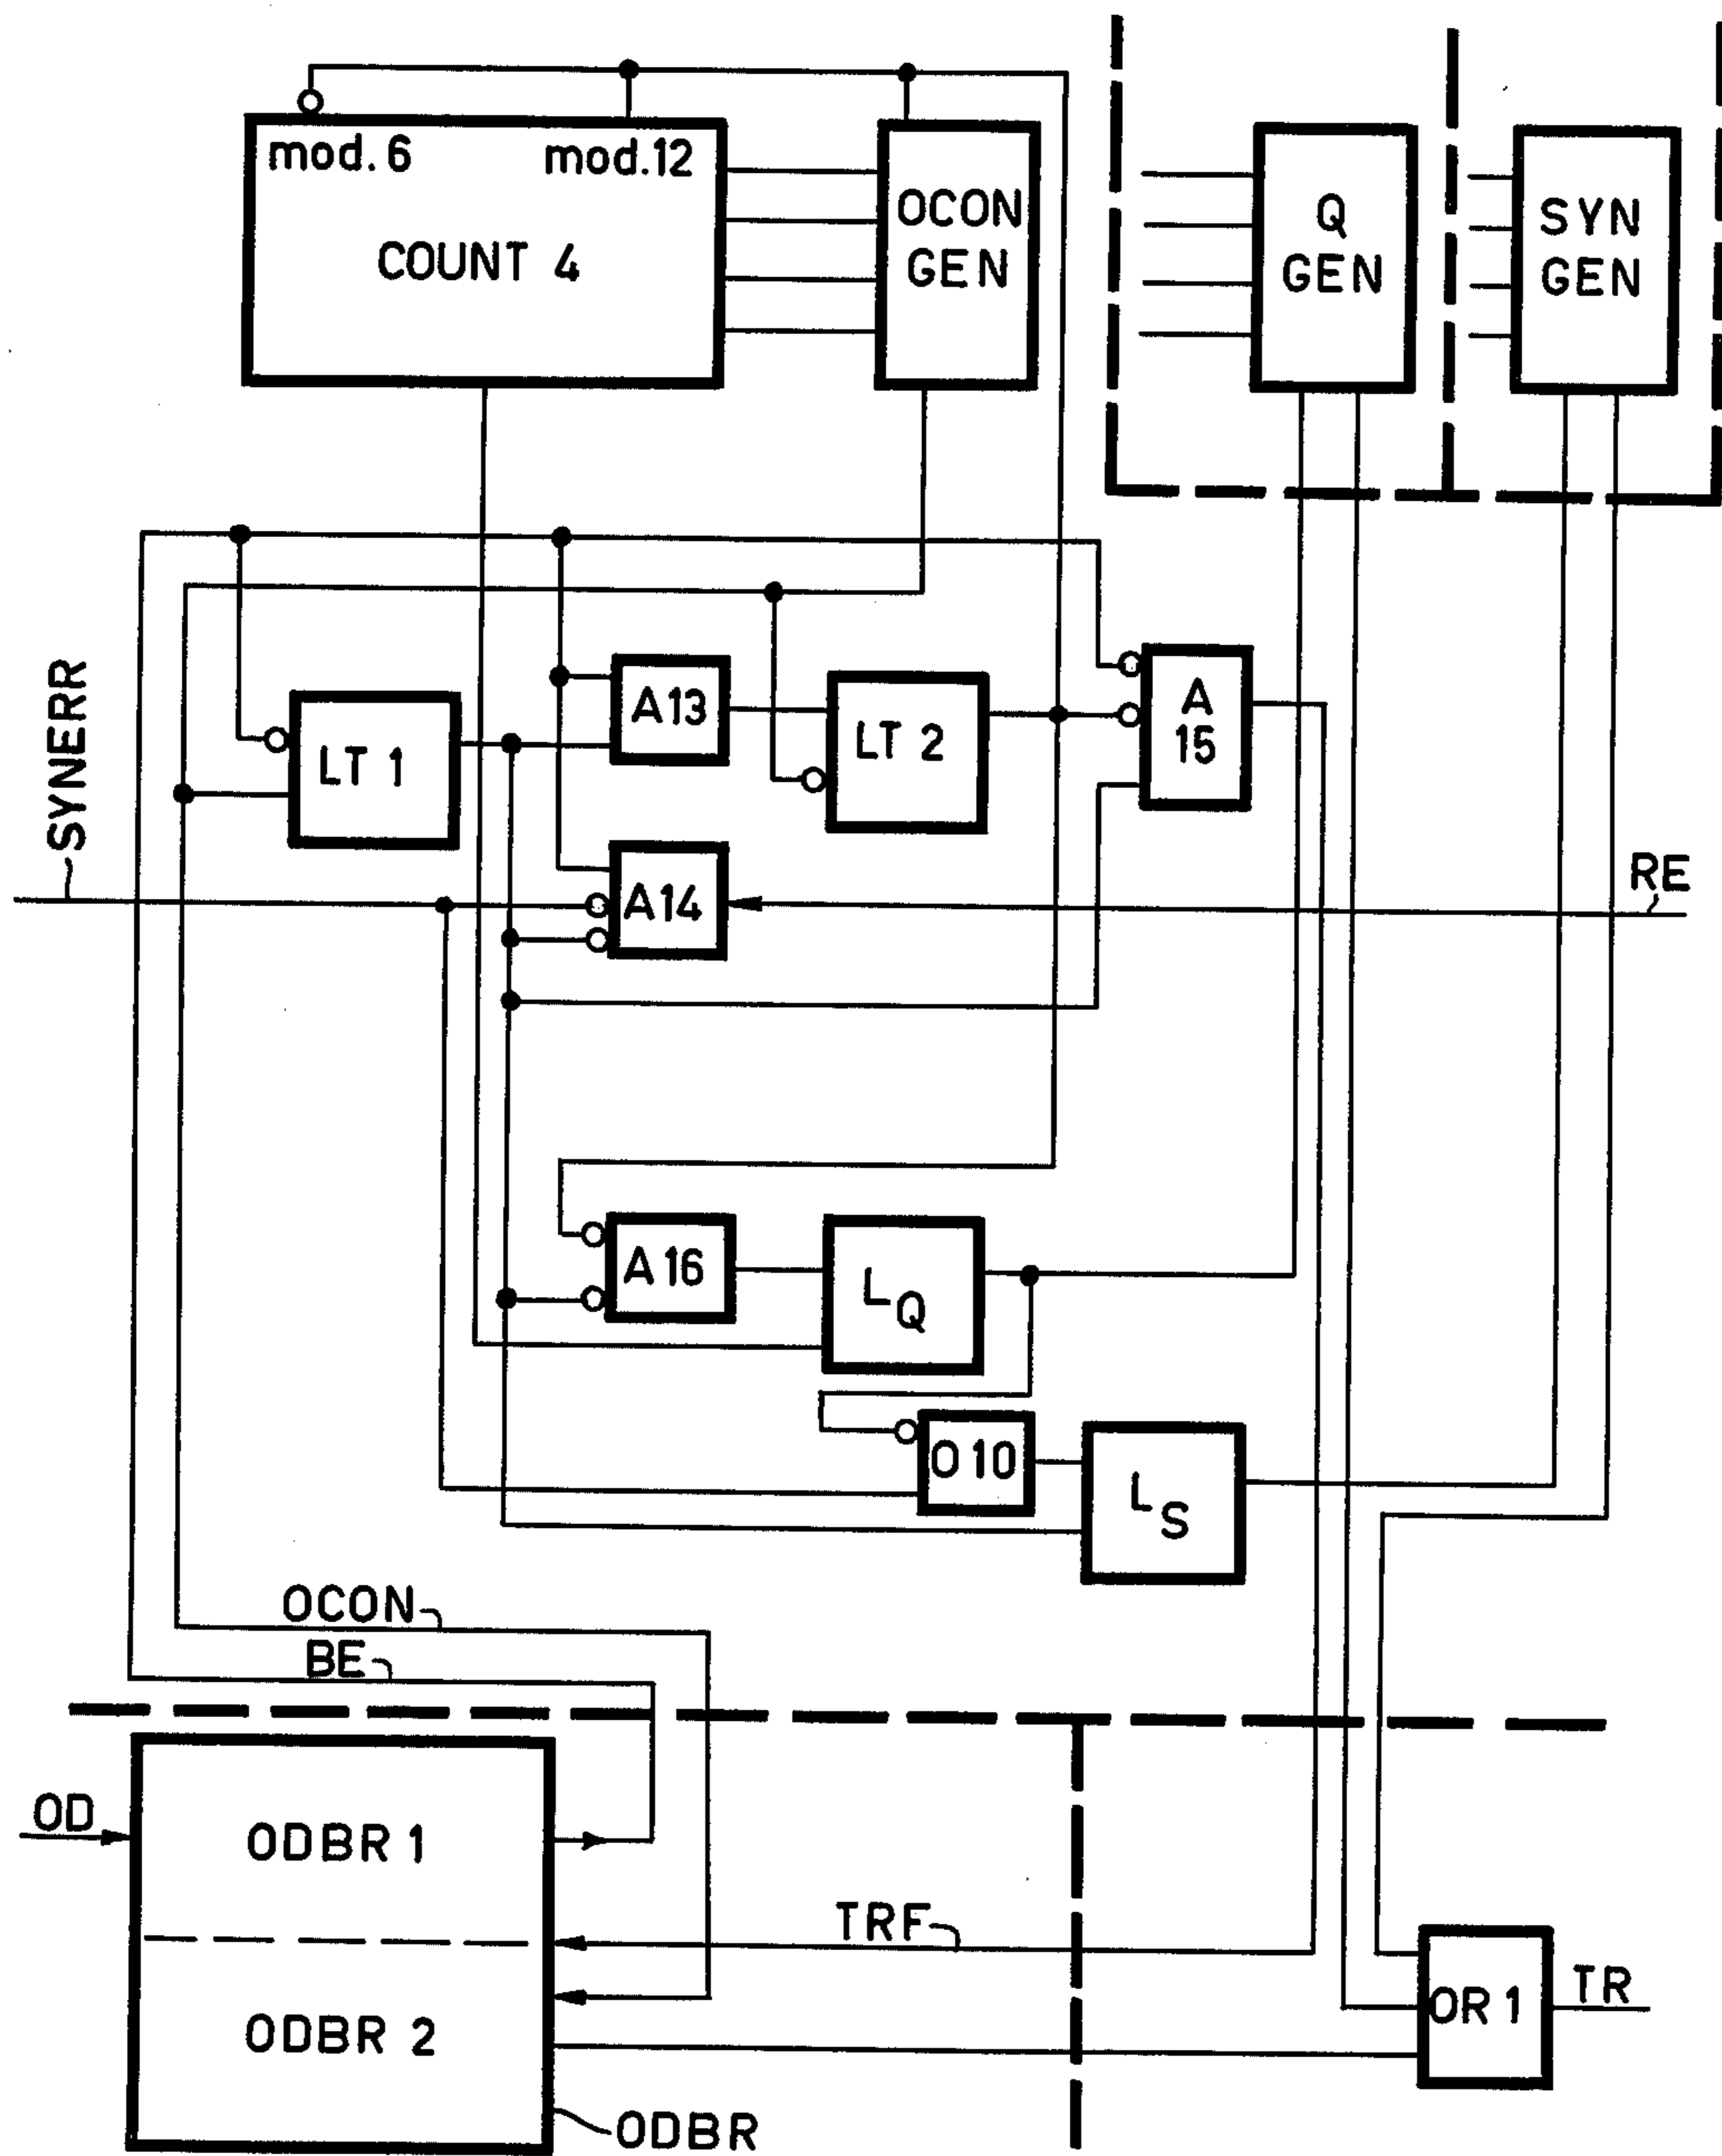 mod.6
mod.12
COUNT 4
OCON
GEN
Q
GEN
SYN
GEN
SYNERR
LT 1
A13
LT 2
A
15
A14
RE
A16
LQ
O10
LS
OCON
BE
OD
ODBR 1
TRF
ODBR 2
OR 1
TR
ODBR